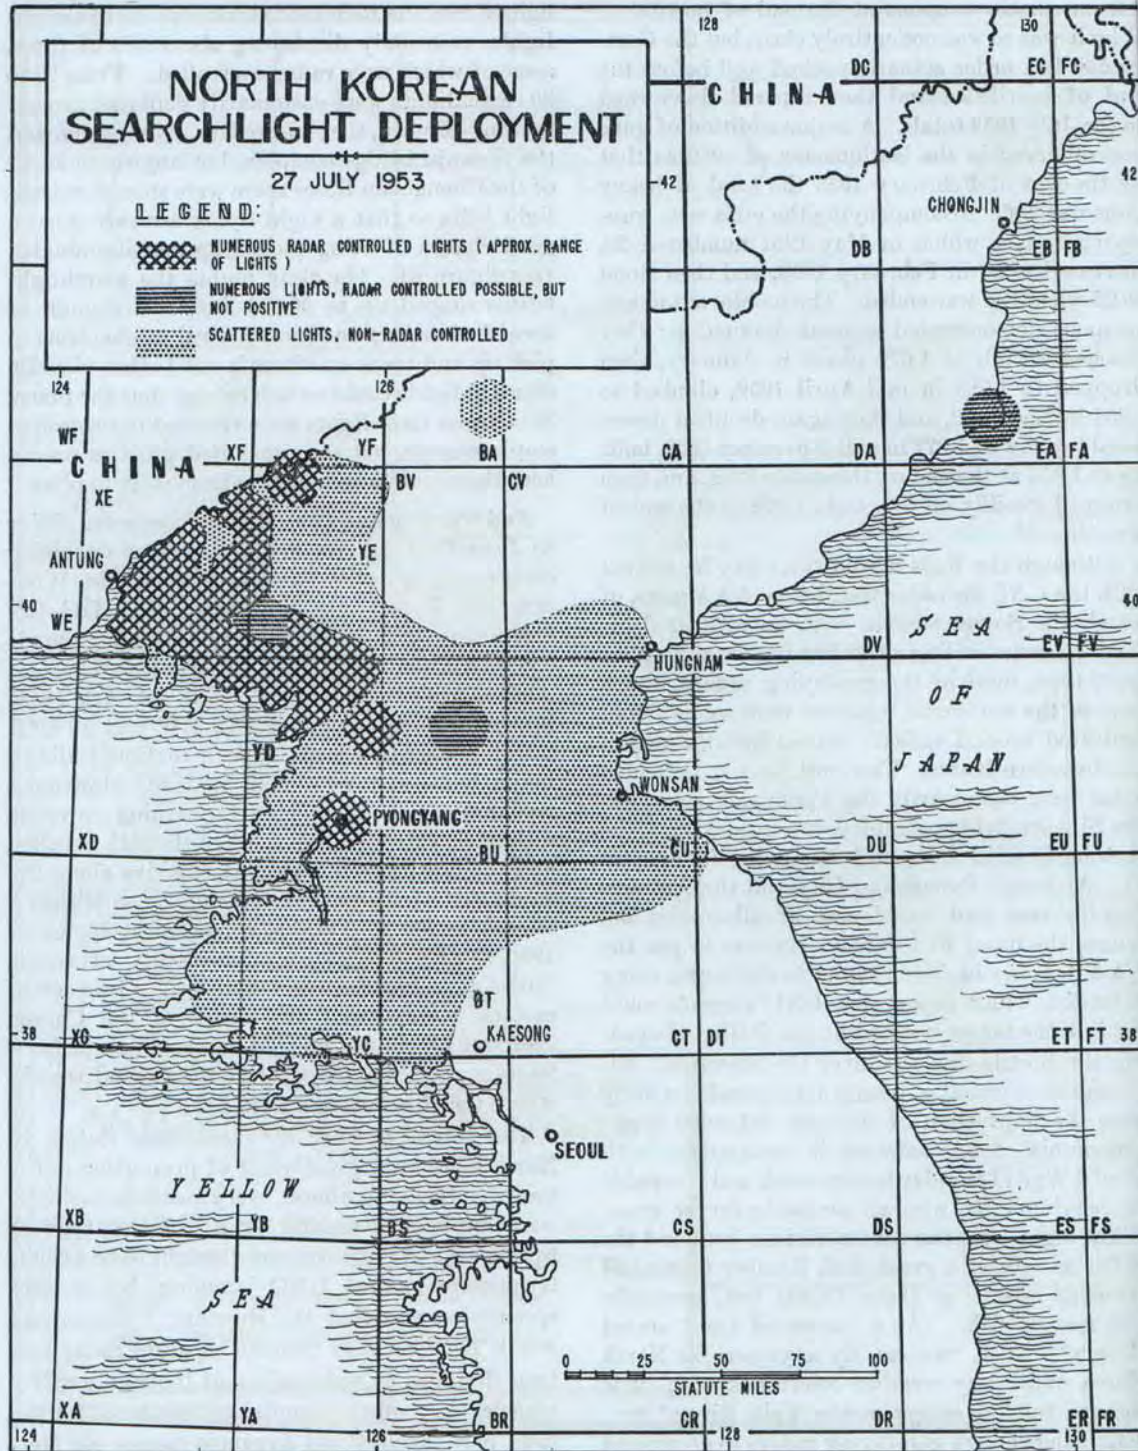 NORTH KOREAN
SEARCHLIGHT DEPLOYMENT
27 JULY 1953
LEGEND:
NUMEROUS RADAR CONTROLLED LIGHTS ( APPROX. RANGE
OF LIGHTS )
NUMEROUS LIGHTS, RADAR CONTROLLED POSSIBLE, BUT
NOT POSITIVE
SCATTERED LIGHTS, NON-RADAR CONTROLLED
128
130
DC
CHINA
EC FC
42
42
CHONGJIN
DB
EB FB
124
126
WF
XF
YF
BA
CA
DA
EA FA
CHINA
XE
BV
CV
YE
ANTUNG
40
40
WE
SEA
HUNGNAM
DV
EV FV
OF
YD
JAPAN
WONSAN
PYONGYANG
XD
BU
CU
DU
EU FU
BT
38
XC
YC
KAESONG
CT DT
ET FT
38
SEOUL
YELLOW
XB
YB
BS
CS
DS
ES FS
SEA
0 25 50 75 100
STATUTE MILES
XA
YA
BR
CR
DR
ER FR
124
126
128
130